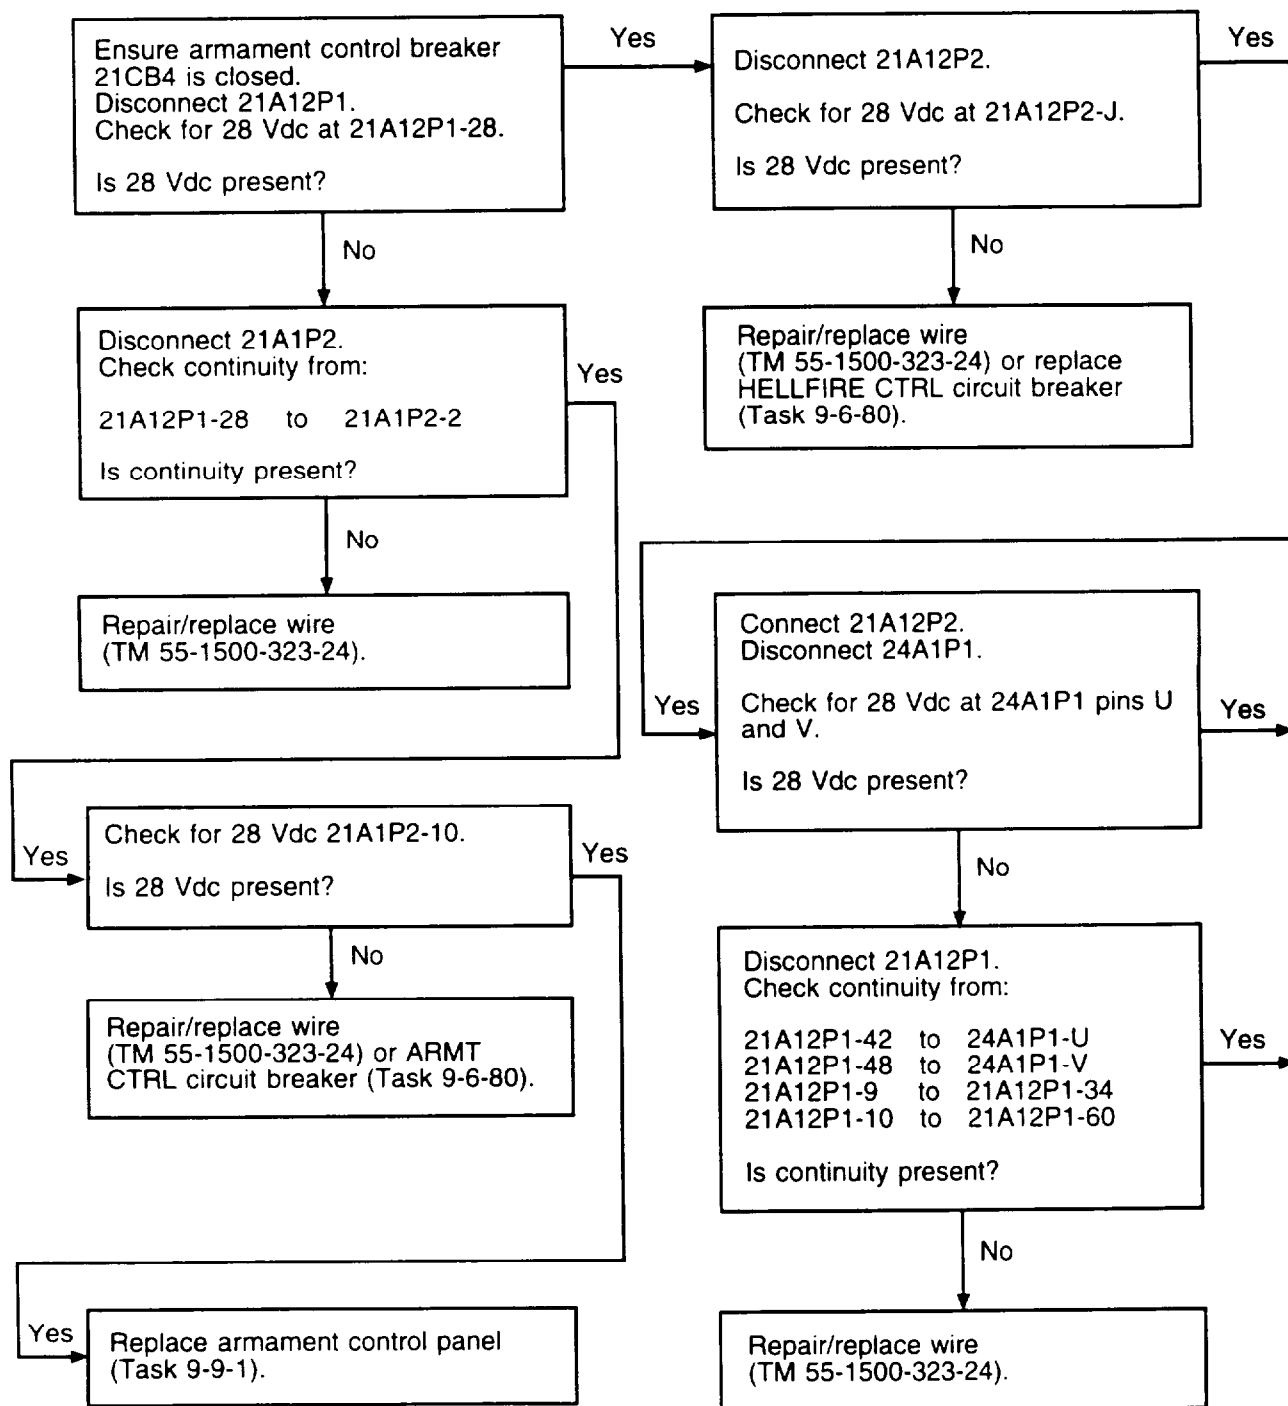 Ensure armament control breaker
21CB4 is closed.
Disconnect 21A12P1.
Check for 28 Vdc at 21A12P1-28.
Is 28 Vdc present?
Yes
Disconnect 21A12P2.
Check for 28 Vdc at 21A12P2-J.
Is 28 Vdc present?
Yes
No
No
Disconnect 21A1P2.
Check continuity from:
21A12P1-28 to 21A1P2-2
Is continuity present?
Yes
Repair/replace wire
(TM 55-1500-323-24) or replace
HELLFIRE CTRL circuit breaker
(Task 9-6-80).
No
Repair/replace wire
(TM 55-1500-323-24).
Yes
Connect 21A12P2.
Disconnect 24A1P1.
Check for 28 Vdc at 24A1P1 pins U
and V.
Is 28 Vdc present?
Yes
Yes
Check for 28 Vdc 21A1P2-10.
Is 28 Vdc present?
Yes
No
No
Repair/replace wire
(TM 55-1500-323-24) or ARMT
CTRL circuit breaker (Task 9-6-80).
Disconnect 21A12P1.
Check continuity from:
21A12P1-42 to 24A1P1-U
21A12P1-48 to 24A1P1-V
21A12P1-9 to 21A12P1-34
21A12P1-10 to 21A12P1-60
Is continuity present?
Yes
No
Yes
Replace armament control panel
(Task 9-9-1).
Repair/replace wire
(TM 55-1500-323-24).